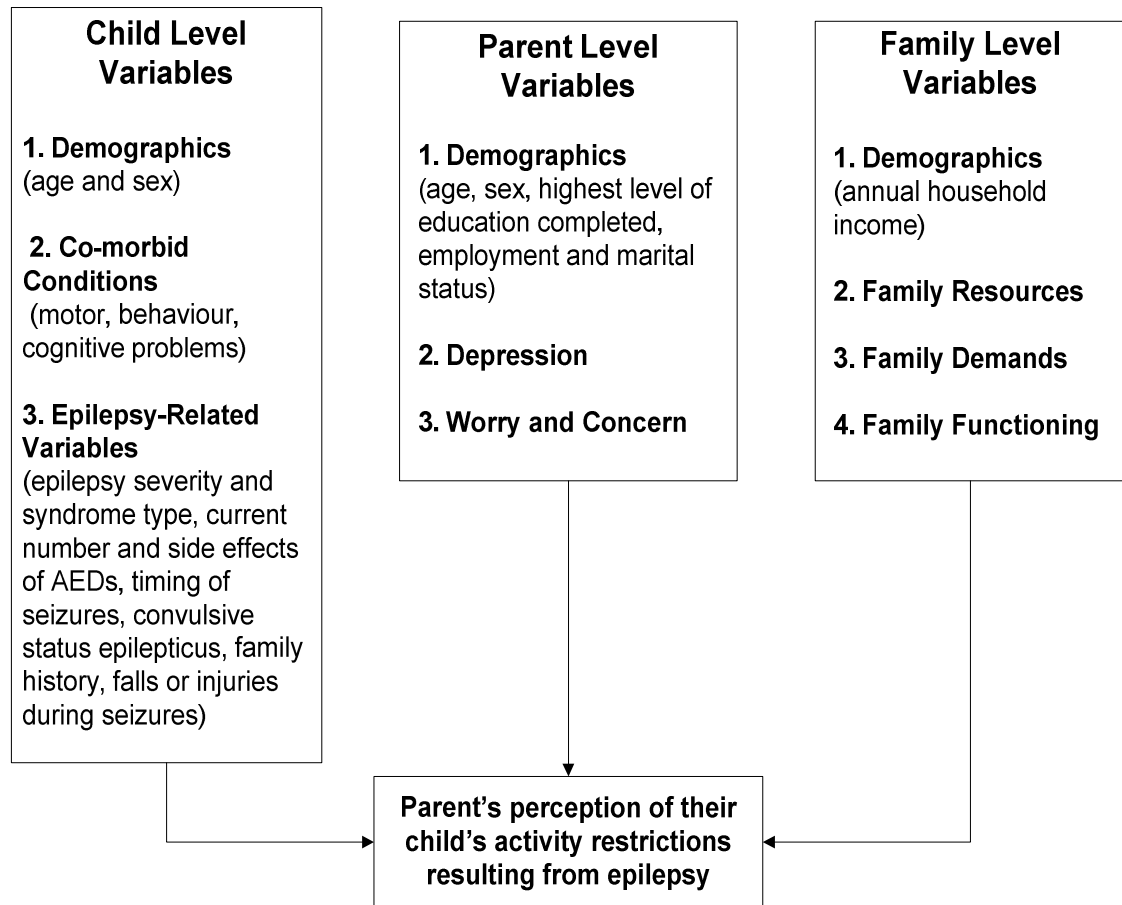 Child Level
Variables
1. Demographics
(age and sex)
2. Co-morbid
Conditions
(motor, behaviour,
cognitive problems)
3. Epilepsy-Related
Variables
(epilepsy severity and
syndrome type, current
number and side effects
of AEDs, timing of
seizures, convulsive
status epilepticus, family
history, falls or injuries
during seizures)
Parent Level
Variables
1. Demographics
(age, sex, highest level of
education completed,
employment and marital
status)
2. Depression
3. Worry and Concern
Family Level
Variables
1. Demographics
(annual household
income)
2. Family Resources
3. Family Demands
4. Family Functioning
Parent’s perception of their
child’s activity restrictions
resulting from epilepsy